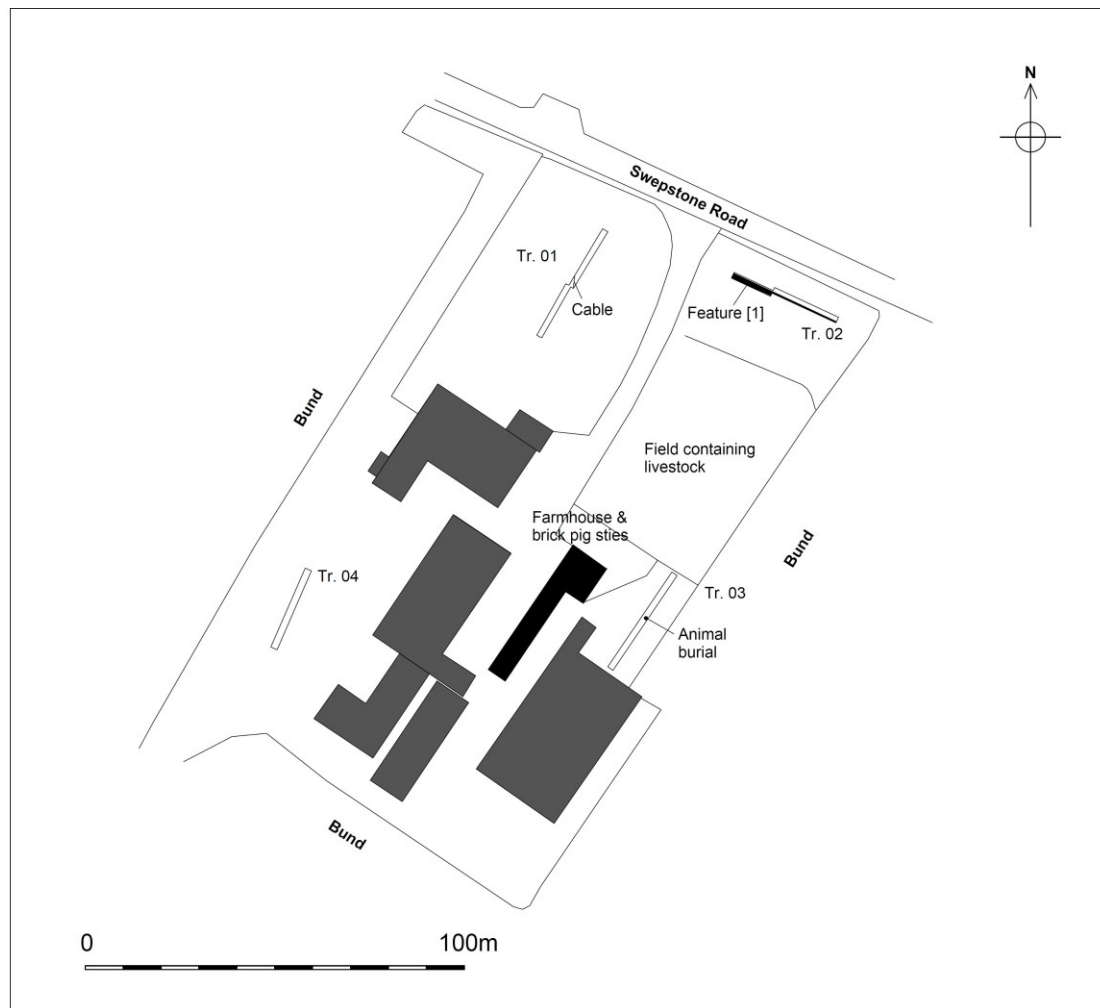 N
Swepstone Road
Tr. 01
Cable
Feature [1]
Tr. 02
Bund
Field containing
livestock
Farmhouse &
brick pig sties
Bund
Tr. 04
Tr. 03
Animal
burial
Bund
0
100m